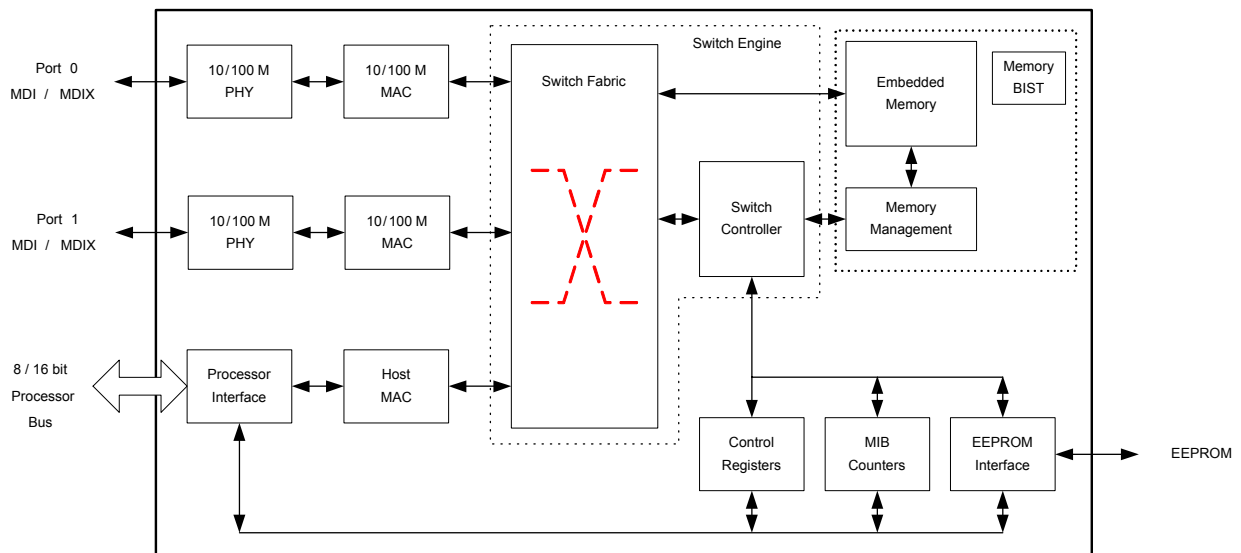 Port 0
MDI / MDIX
10/100 M
PHY
10/100 M
MAC
Switch Fabric
Switch Engine
Embedded
Memory
Memory
BIST
Port 1
MDI / MDIX
10/100 M
PHY
10/100 M
MAC
Switch
Controller
Memory
Management
8 / 16 bit
Processor
Bus
Processor
Interface
Host
MAC
Control
Registers
MIB
Counters
EEPROM
Interface
EEPROM